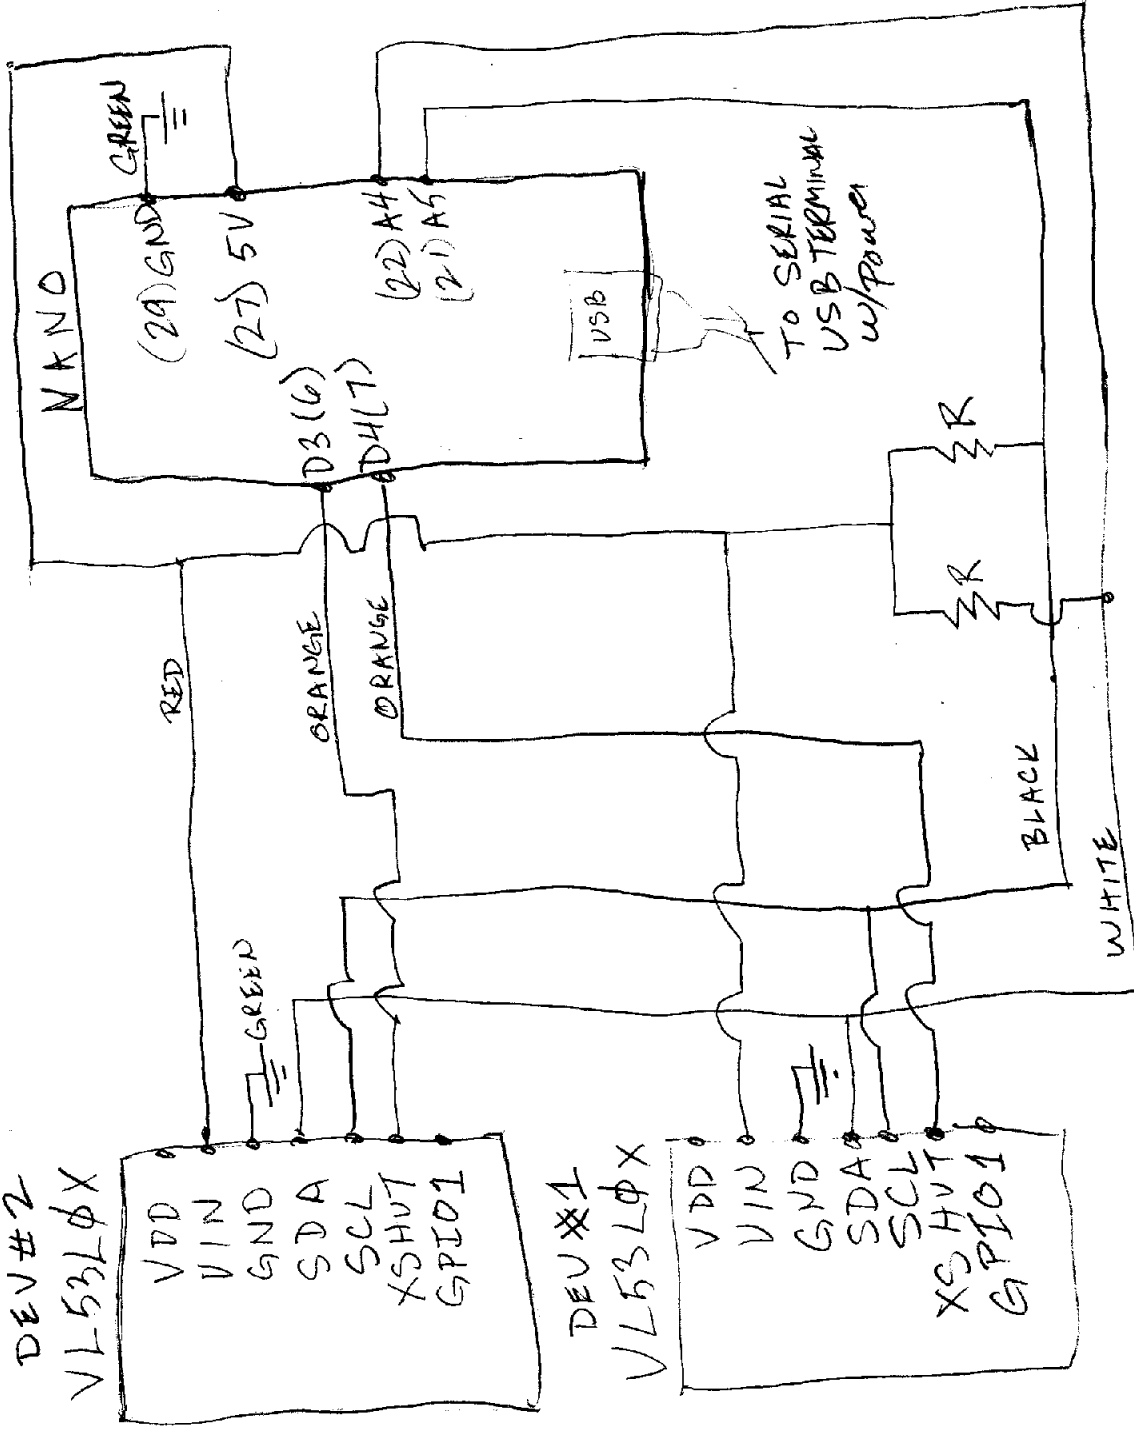 NANO
(29) GND
GREEN
(27) 5V
(22) A4
(21) A5
D3 (6)
D4 (7)
USB
TO SERIAL
USB TERMINAL
W/Power
R
R
RED
ORANGE
ORANGE
BLACK
WHITE
GREEN
DEV #2
VL53LØX
VDD
VIN
GND
SDA
SCL
XSHUT
GPIO1
DEV #1
VL53LØX
VDD
VIN
GND
SDA
SCL
XSHUT
GPIO1